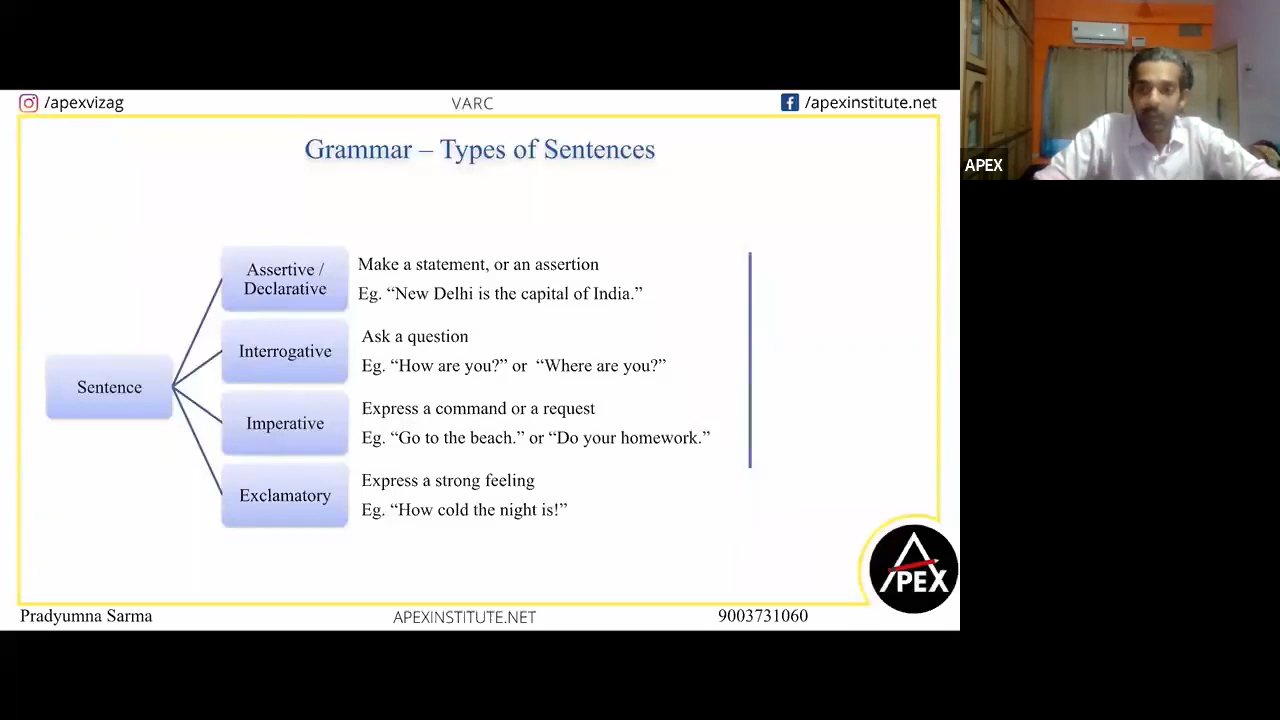 /apexvizag
VARC
/apexinstitute.net
Grammar – Types of Sentences
APEX
Sentence
Assertive /
Declarative
Make a statement, or an assertion
Eg. “New Delhi is the capital of India.”
Interrogative
Ask a question
Eg. “How are you?” or “Where are you?”
Imperative
Express a command or a request
Eg. “Go to the beach.” or “Do your homework.”
Exclamatory
Express a strong feeling
Eg. “How cold the night is!”
APEX
Pradyumna Sarma
APEXINSTITUTE.NET
9003731060